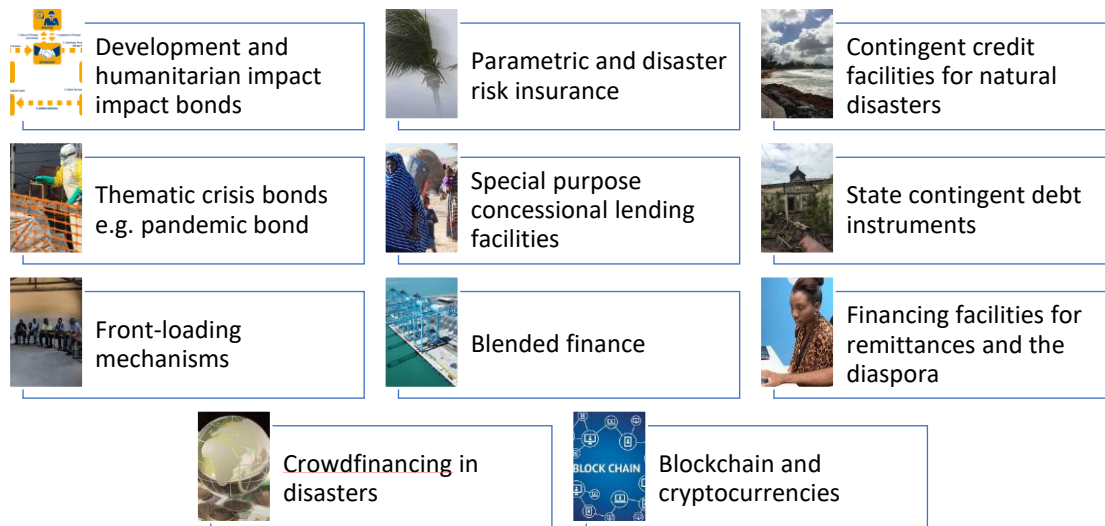 Development and
humanitarian impact
impact bonds
Parametric and disaster
risk insurance
Contingent credit
facilities for natural
disasters
Thematic crisis bonds
e.g. pandemic bond
Special purpose
concessional lending
facilities
State contingent debt
instruments
Front-loading
mechanisms
Blended finance
Financing facilities for
remittances and the
diaspora
Crowdfinancing in
disasters
BLOCK CHAIN
Blockchain and
cryptocurrencies